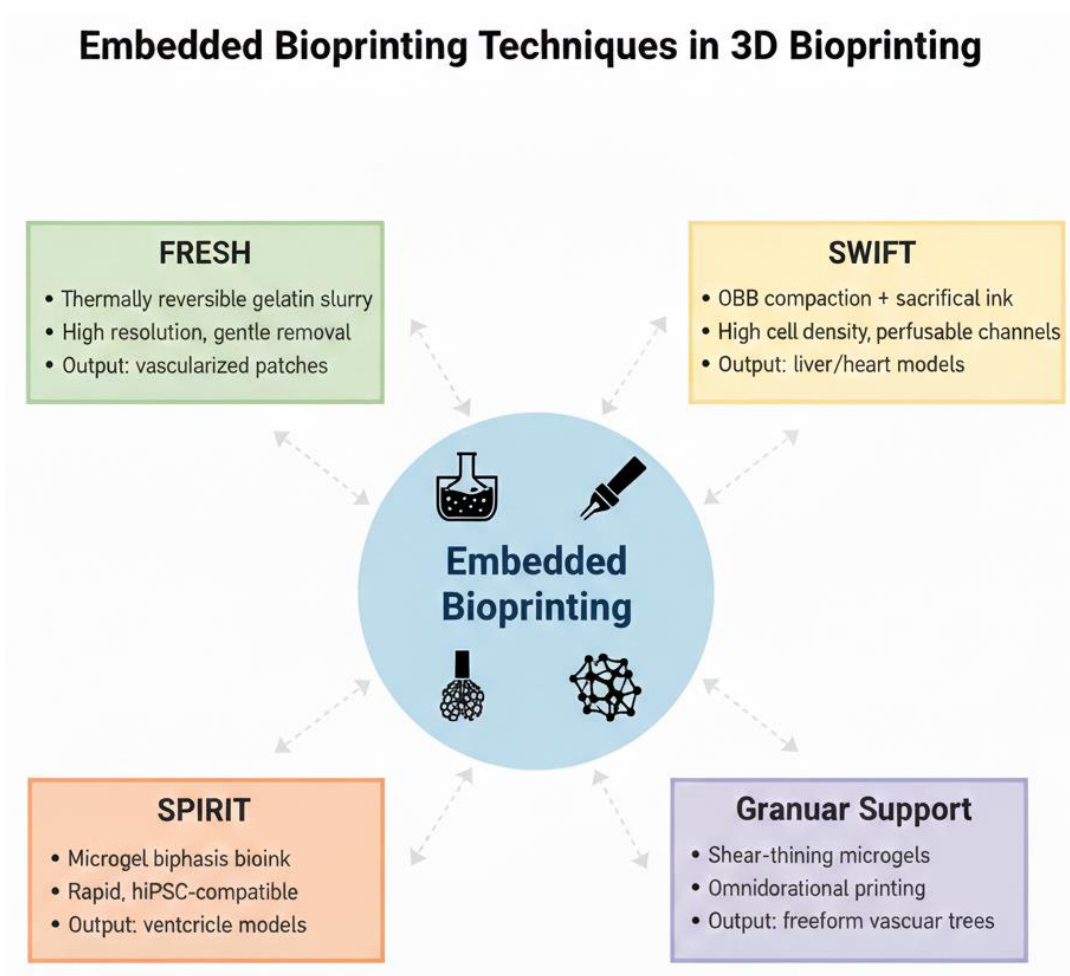 Embedded Bioprinting Techniques in 3D Bioprinting
FRESH
• Thermally reversible gelatin slurry
• High resolution, gentle removal
• Output: vascularized patches
SWIFT
• OBB compaction + sacrifical ink
• High cell density, perfusable channels
• Output: liver/heart models
Embedded
Bioprinting
SPIRIT
• Microgel biphasis bioink
• Rapid, hiPSC-compatible
• Output: ventcricle models
Granuar Support
• Shear-thining microgels
• Omnidorational printing
• Output: freeform vascuar trees